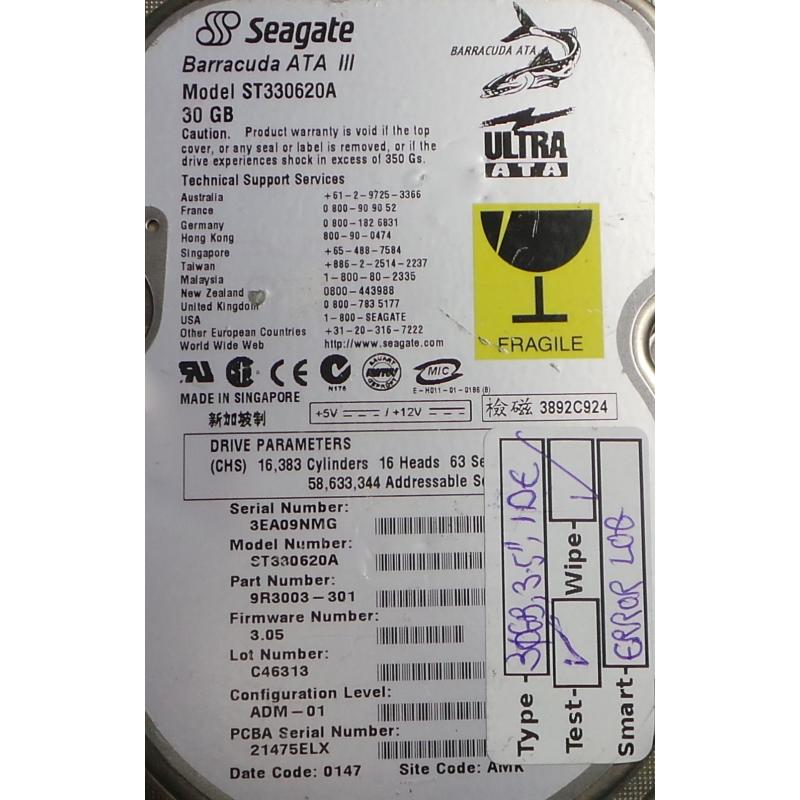 Seagate
BARRACUDA ATA
Barracuda ATA III
Model ST330620A
30 GB
Caution. Product warranty is void if the top
cover, or any seal or label is removed, or if the
drive experiences shock in excess of 350 Gs.
ULTRA
ATA
Technical Support Services
Australia +61-2-9725-3366
France 0 800-90 90 52
Germany 0 800-182 6831
Hong Kong 800-90-0474
Singapore +65-488-7584
Taiwan +886-2-2514-2237
Malaysia 1-800-80-2335
New Zealand 0800-443988
United Kingdom 0 800-783 5177
USA 1-800-SEAGATE
Other European Countries +31-20-316-7222
World Wide Web http://www.seagate.com
FRAGILE
CE
N176
MIC
E-H011-01-0186 (B)
MADE IN SINGAPORE
新加坡制
+5V / +12V
檢磁 3892C924
DRIVE PARAMETERS
(CHS) 16,383 Cylinders 16 Heads 63 Se
58,633,344 Addressable Se
Serial Number:
3EA09NMG
Model Number:
ST330620A
Part Number:
9R3003-301
Firmware Number:
3.05
Lot Number:
C46313
Configuration Level:
ADM-01
PCBA Serial Number:
21475ELX
Date Code: 0147 Site Code: AMK
Type - 30GB, 3.5", IDE
Test- ✓ Wipe- ✓
Smart- ERROR LOG